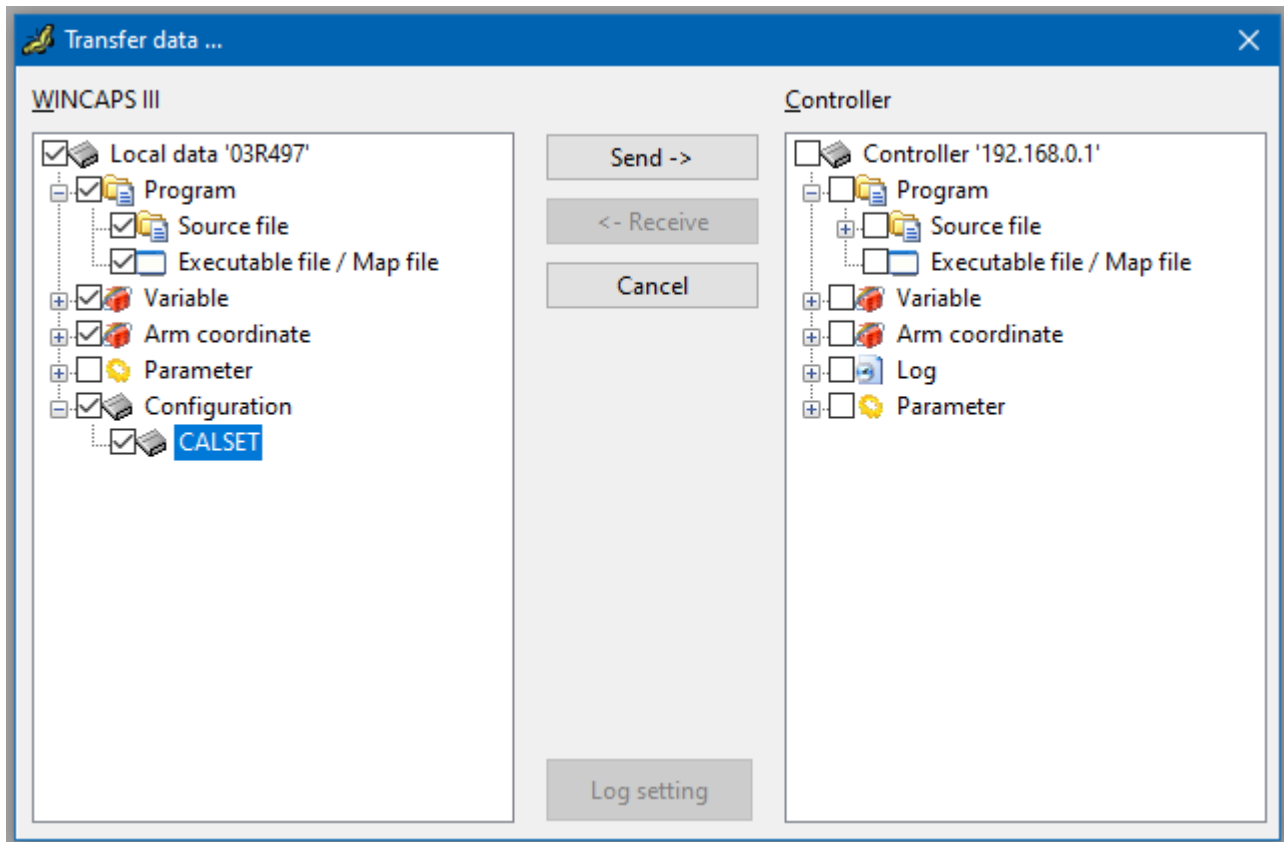 Transfer data ...
WINCAPS III
Local data '03R497'
Program
Source file
Executable file / Map file
Variable
Arm coordinate
Parameter
Configuration
CALSET
Send ->
<- Receive
Cancel
Log setting
Controller
Controller '192.168.0.1'
Program
Source file
Executable file / Map file
Variable
Arm coordinate
Log
Parameter